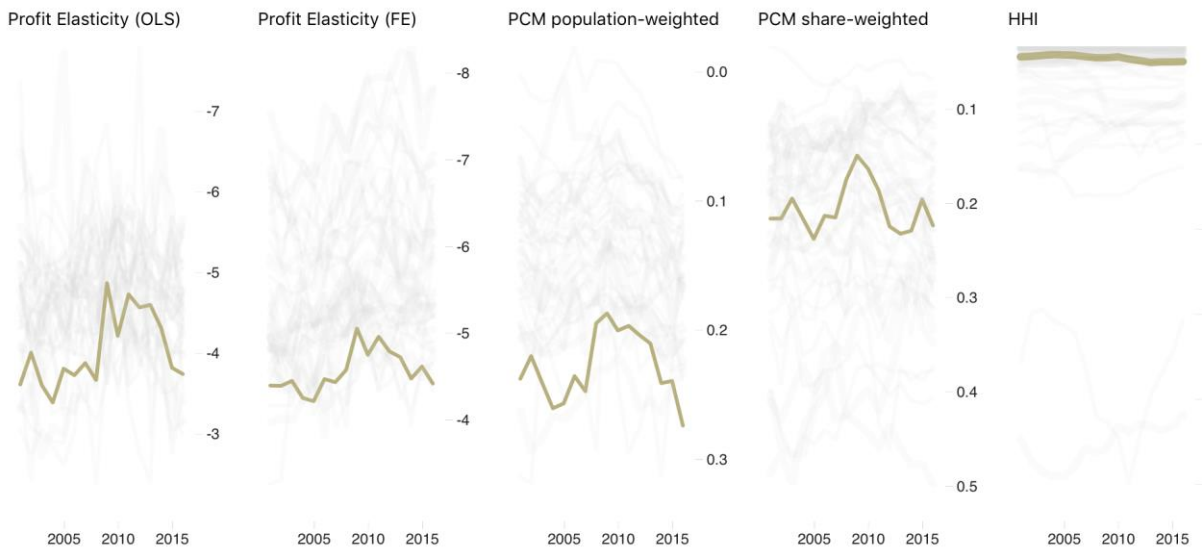 Profit Elasticity (OLS)
Profit Elasticity (FE)
PCM population-weighted
PCM share-weighted
HHI
-7
-6
-5
-4
-3
2005 2010 2015
-8
-7
-6
-5
-4
2005 2010 2015
0.0
0.1
0.2
0.3
2005 2010 2015
0.1
0.2
0.3
0.4
0.5
2005 2010 2015
2005 2010 2015